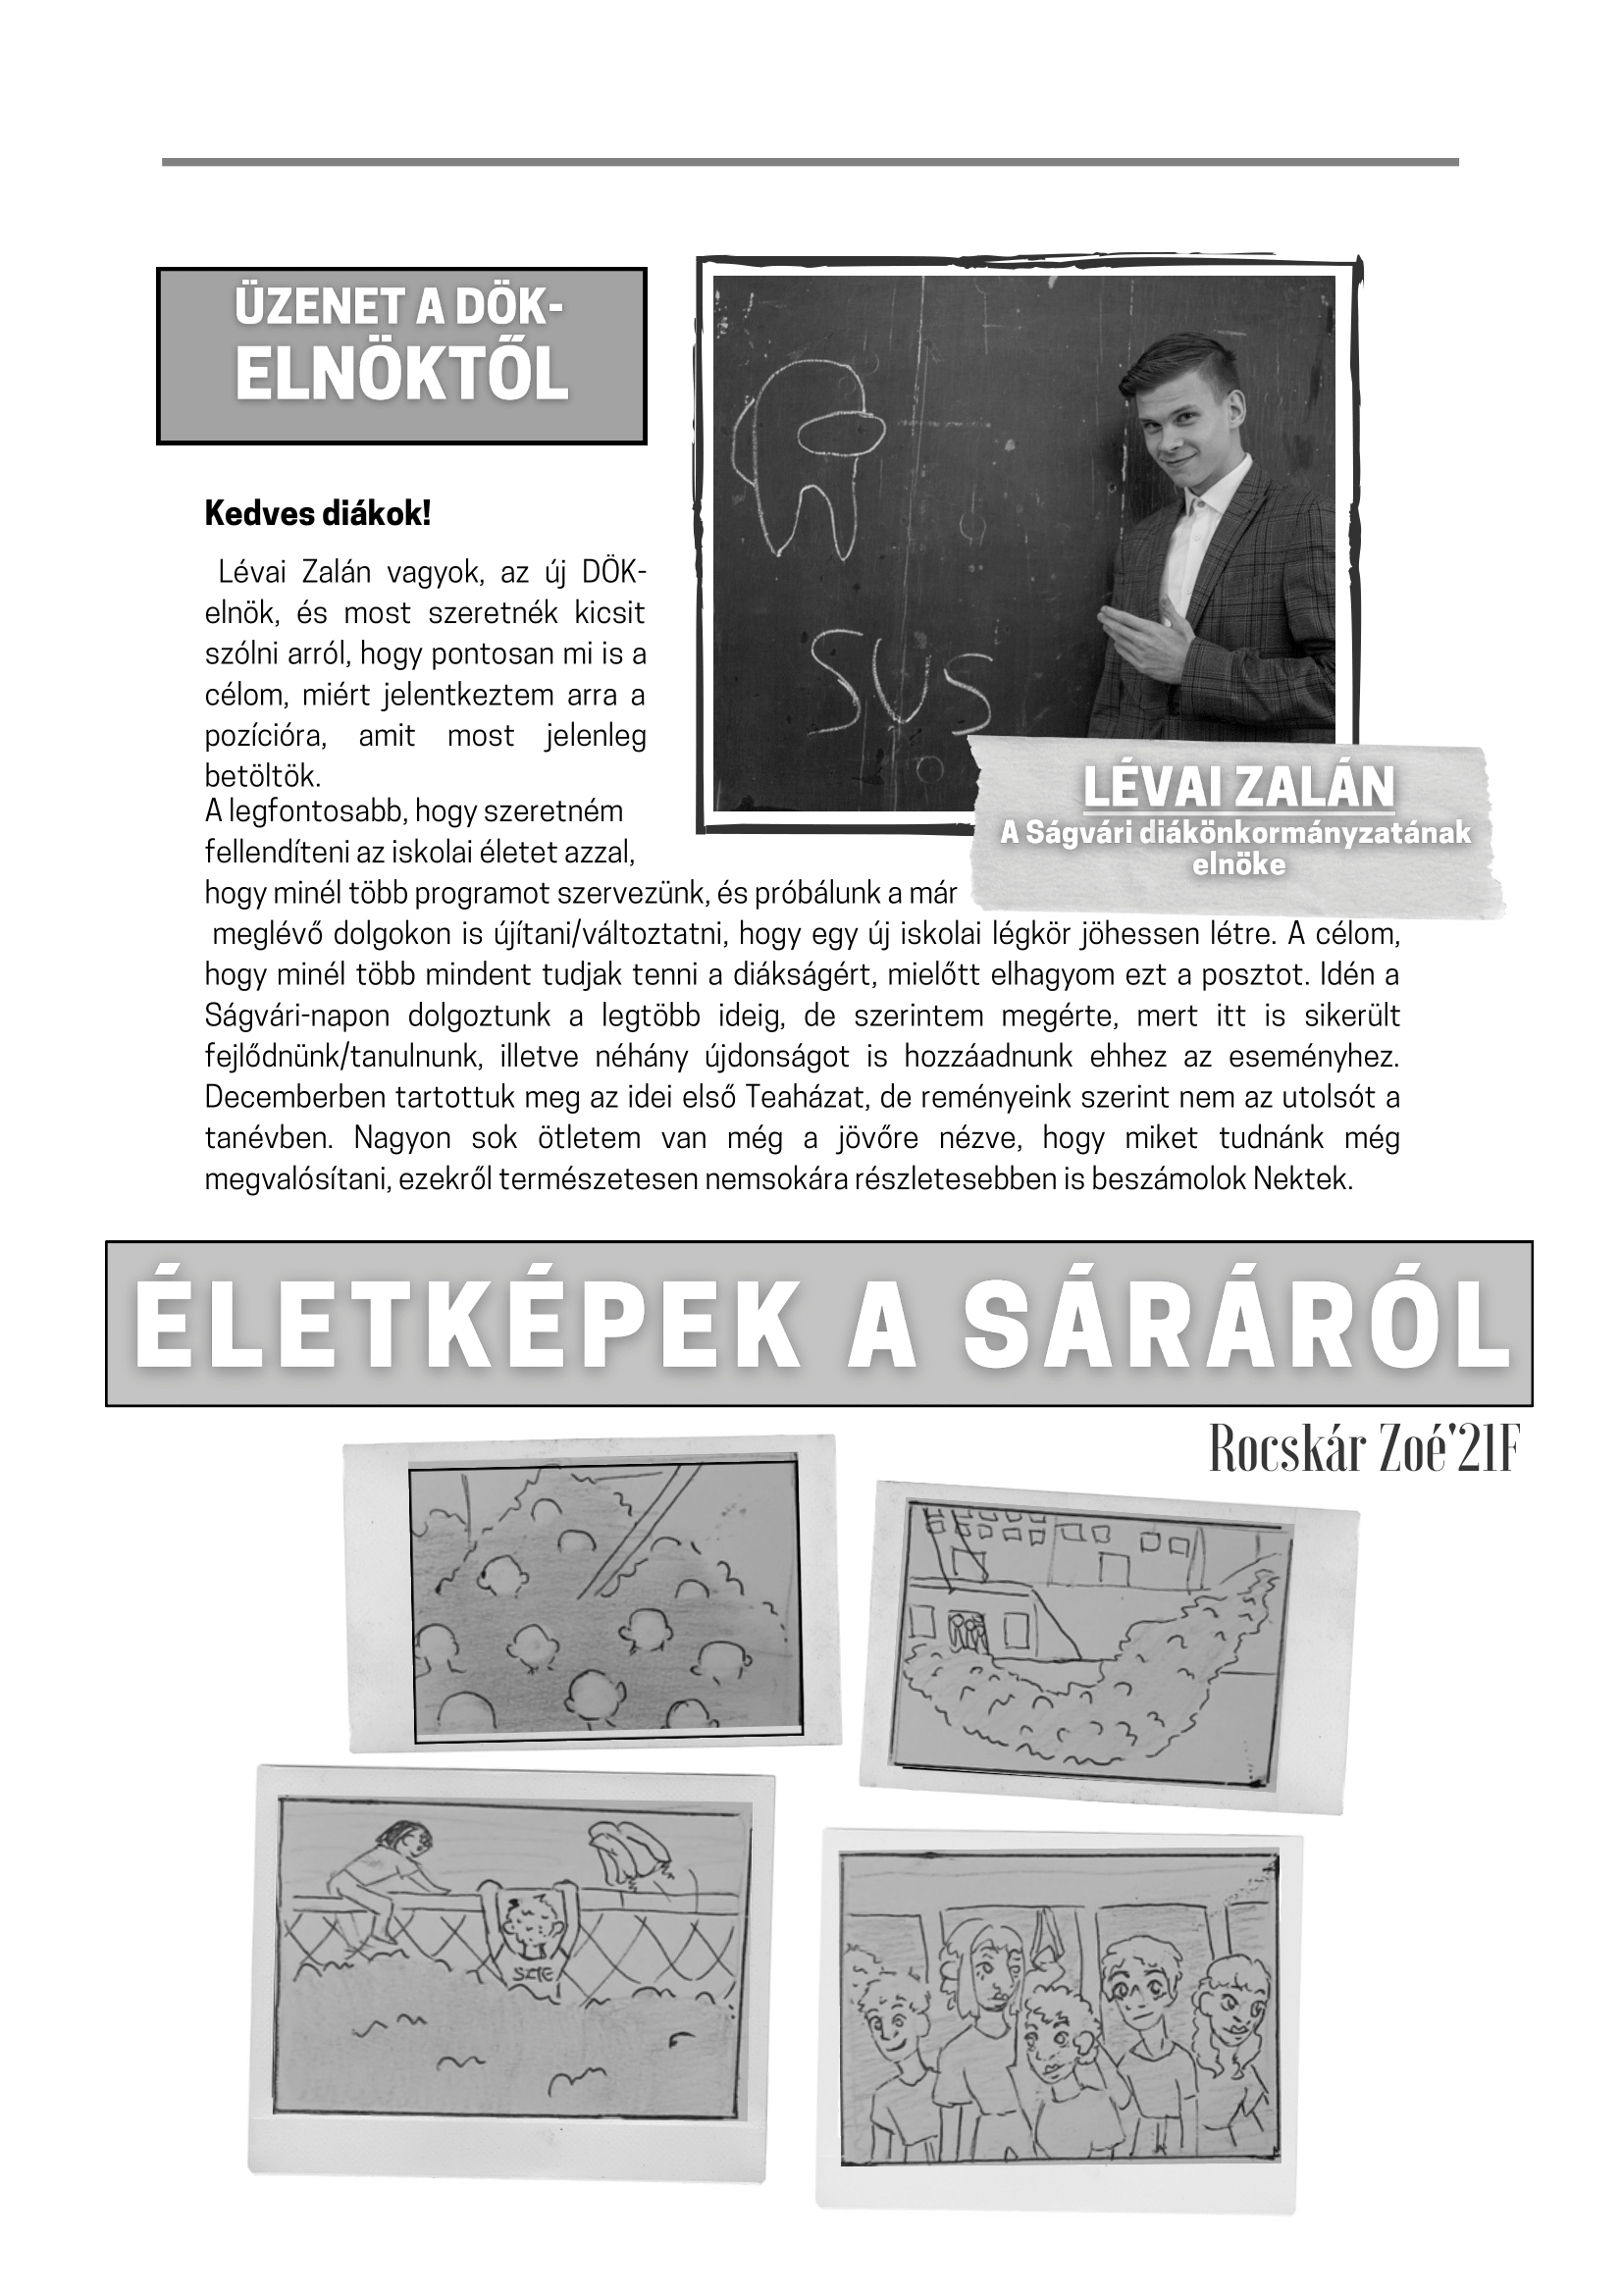 ÜZENET A DÖK-
ELNÖKTŐL
Kedves diákok!
Lévai Zalán vagyok, az új DÖK-
elnök, és most szeretnék kicsit
szólni arról, hogy pontosan mi is a
célom, miért jelentkeztem arra a
pozícióra, amit most jelenleg
betöltök.
A legfontosabb, hogy szeretném
fellendíteni az iskolai életet azzal,
hogy minél több programot szervezünk, és próbálunk a már
meglévő dolgokon is újítani/változtatni, hogy egy új iskolai légkör jöhessen létre. A célom,
hogy minél több mindent tudjak tenni a diákságért, mielőtt elhagyom ezt a posztot. Idén a
Ságvári-napon dolgoztunk a legtöbb ideig, de szerintem megérte, mert itt is sikerült
fejlődnünk/tanulnunk, illetve néhány újdonságot is hozzáadnunk ehhez az eseményhez.
Decemberben tartottuk meg az idei első Teaházat, de reményeink szerint nem az utolsót a
tanévben. Nagyon sok ötletem van még a jövőre nézve, hogy miket tudnánk még
megvalósítani, ezekről természetesen nemsokára részletesebben is beszámolok Nektek.
SUS
LÉVAI ZALÁN
A Ságvári diákönkormányzatának
elnöke
ÉLETKÉPEK A SÁRÁRÓL
Rocskár Zoé'21F